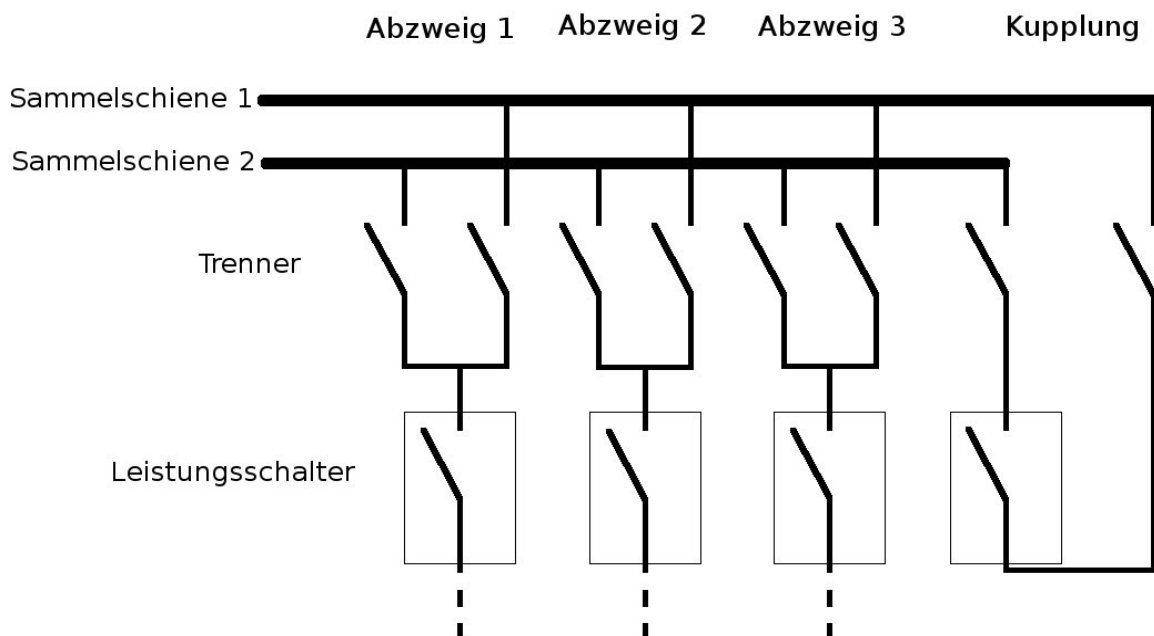 Abzweig 1
Abzweig 2
Abzweig 3
Kupplung
Sammelschiene 1
Sammelschiene 2
Trenner
Leistungsschalter